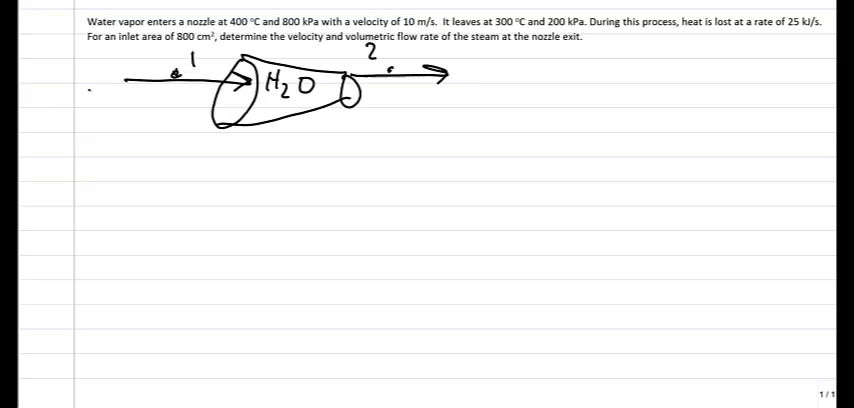 Water vapor enters a nozzle at 400 °C and 800 kPa with a velocity of 10 m/s.  It leaves at 300 °C and 200 kPa. During this process, heat is lost at a rate of 25 kJ/s.
For an inlet area of 800 cm², determine the velocity and volumetric flow rate of the steam at the nozzle exit.
1 2
H₂O
1 / 1